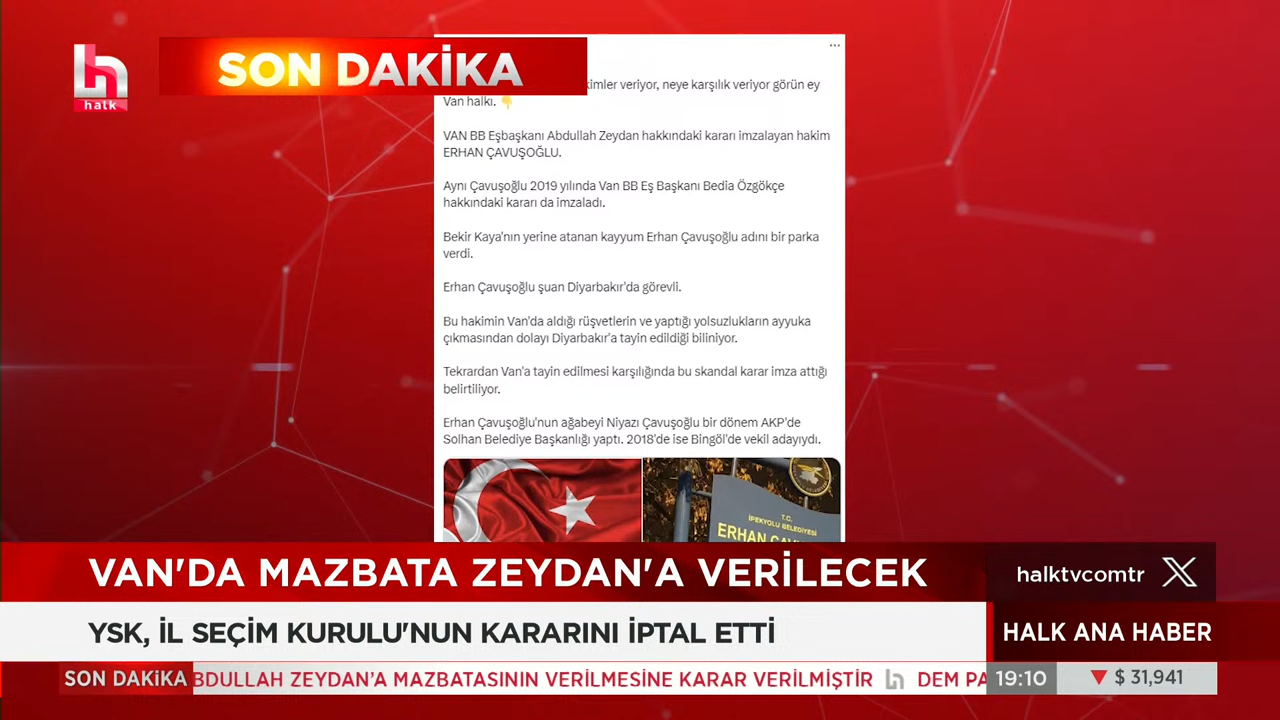 halk
SON DAKİKA
kimler veriyor, neye karşılık veriyor görün ey
Van halkı. 👇
VAN BB Eşbaşkanı Abdullah Zeydan hakkındaki kararı imzalayan hakim
ERHAN ÇAVUŞOĞLU.
Aynı Çavuşoğlu 2019 yılında Van BB Eş Başkanı Bedia Özgökçe
hakkındaki kararı da imzaladı.
Bekir Kaya'nın yerine atanan kayyum Erhan Çavuşoğlu adını bir parka
verdi.
Erhan Çavuşoğlu şuan Diyarbakır'da görevli.
Bu hakimin Van'da aldığı rüşvetlerin ve yaptığı yolsuzlukların ayyuka
çıkmasından dolayı Diyarbakır'a tayin edildiği biliniyor.
Tekrardan Van'a tayin edilmesi karşılığında bu skandal karar imza attığı
belirtiliyor.
Erhan Çavuşoğlu'nun ağabeyi Niyazı Çavuşoğlu bir dönem AKP'de
Solhan Belediye Başkanlığı yaptı. 2018'de ise Bingöl'de vekil adayıydı.
T.C.
İPEKYOLU BELEDİYESİ
ERHAN
VAN'DA MAZBATA ZEYDAN'A VERİLECEK
halktvcomtr X
YSK, İL SEÇİM KURULU'NUN KARARINI İPTAL ETTİ
HALK ANA HABER
SON DAKİKA BDULLAH ZEYDAN'A MAZBATASININ VERİLMESİNE KARAR VERİLMİŞTİR h DEM PA 19:10 ▼ $ 31,941